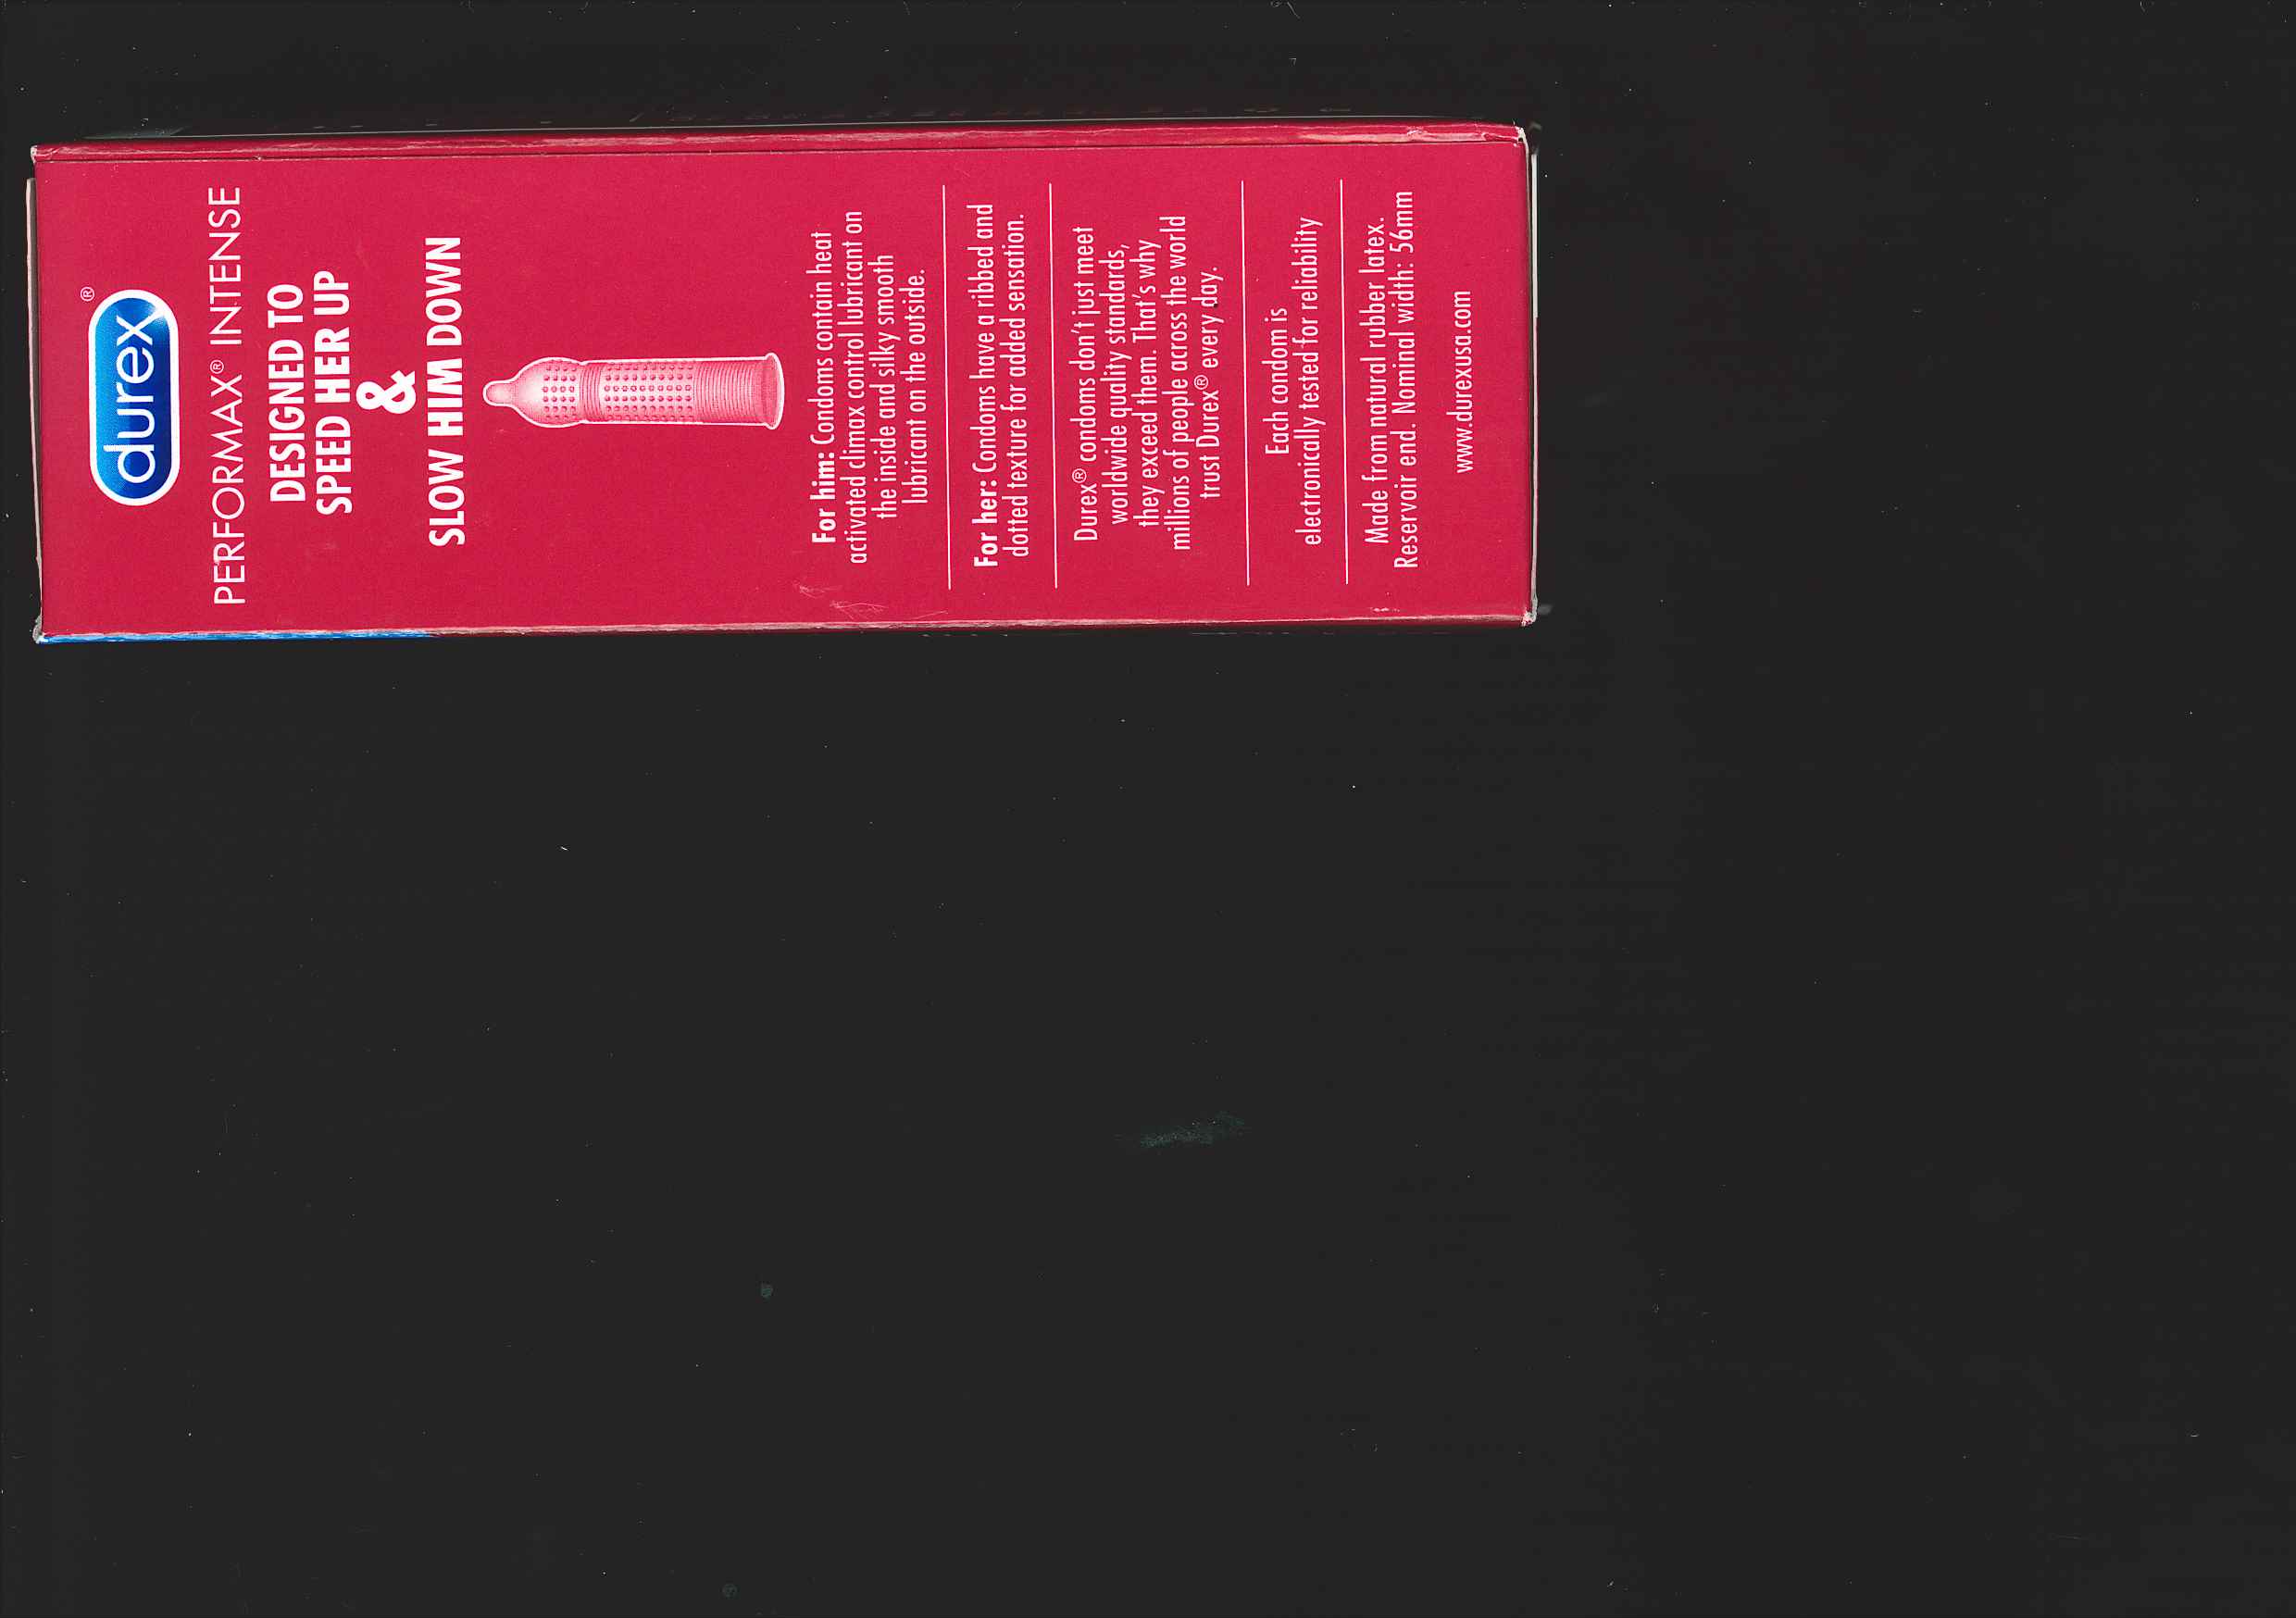 durex®
PERFORMAX® INTENSE
DESIGNED TO
SPEED HER UP
&
SLOW HIM DOWN
For him: Condoms contain heat
activated climax control lubricant on
the inside and silky smooth
lubricant on the outside.
For her: Condoms have a ribbed and
dotted texture for added sensation.
Durex® condoms don't just meet
worldwide quality standards,
they exceed them. That's why
millions of people across the world
trust Durex® every day.
Each condom is
electronically tested for reliability
Made from natural rubber latex.
Reservoir end. Nominal width: 56mm
www.durexusa.com